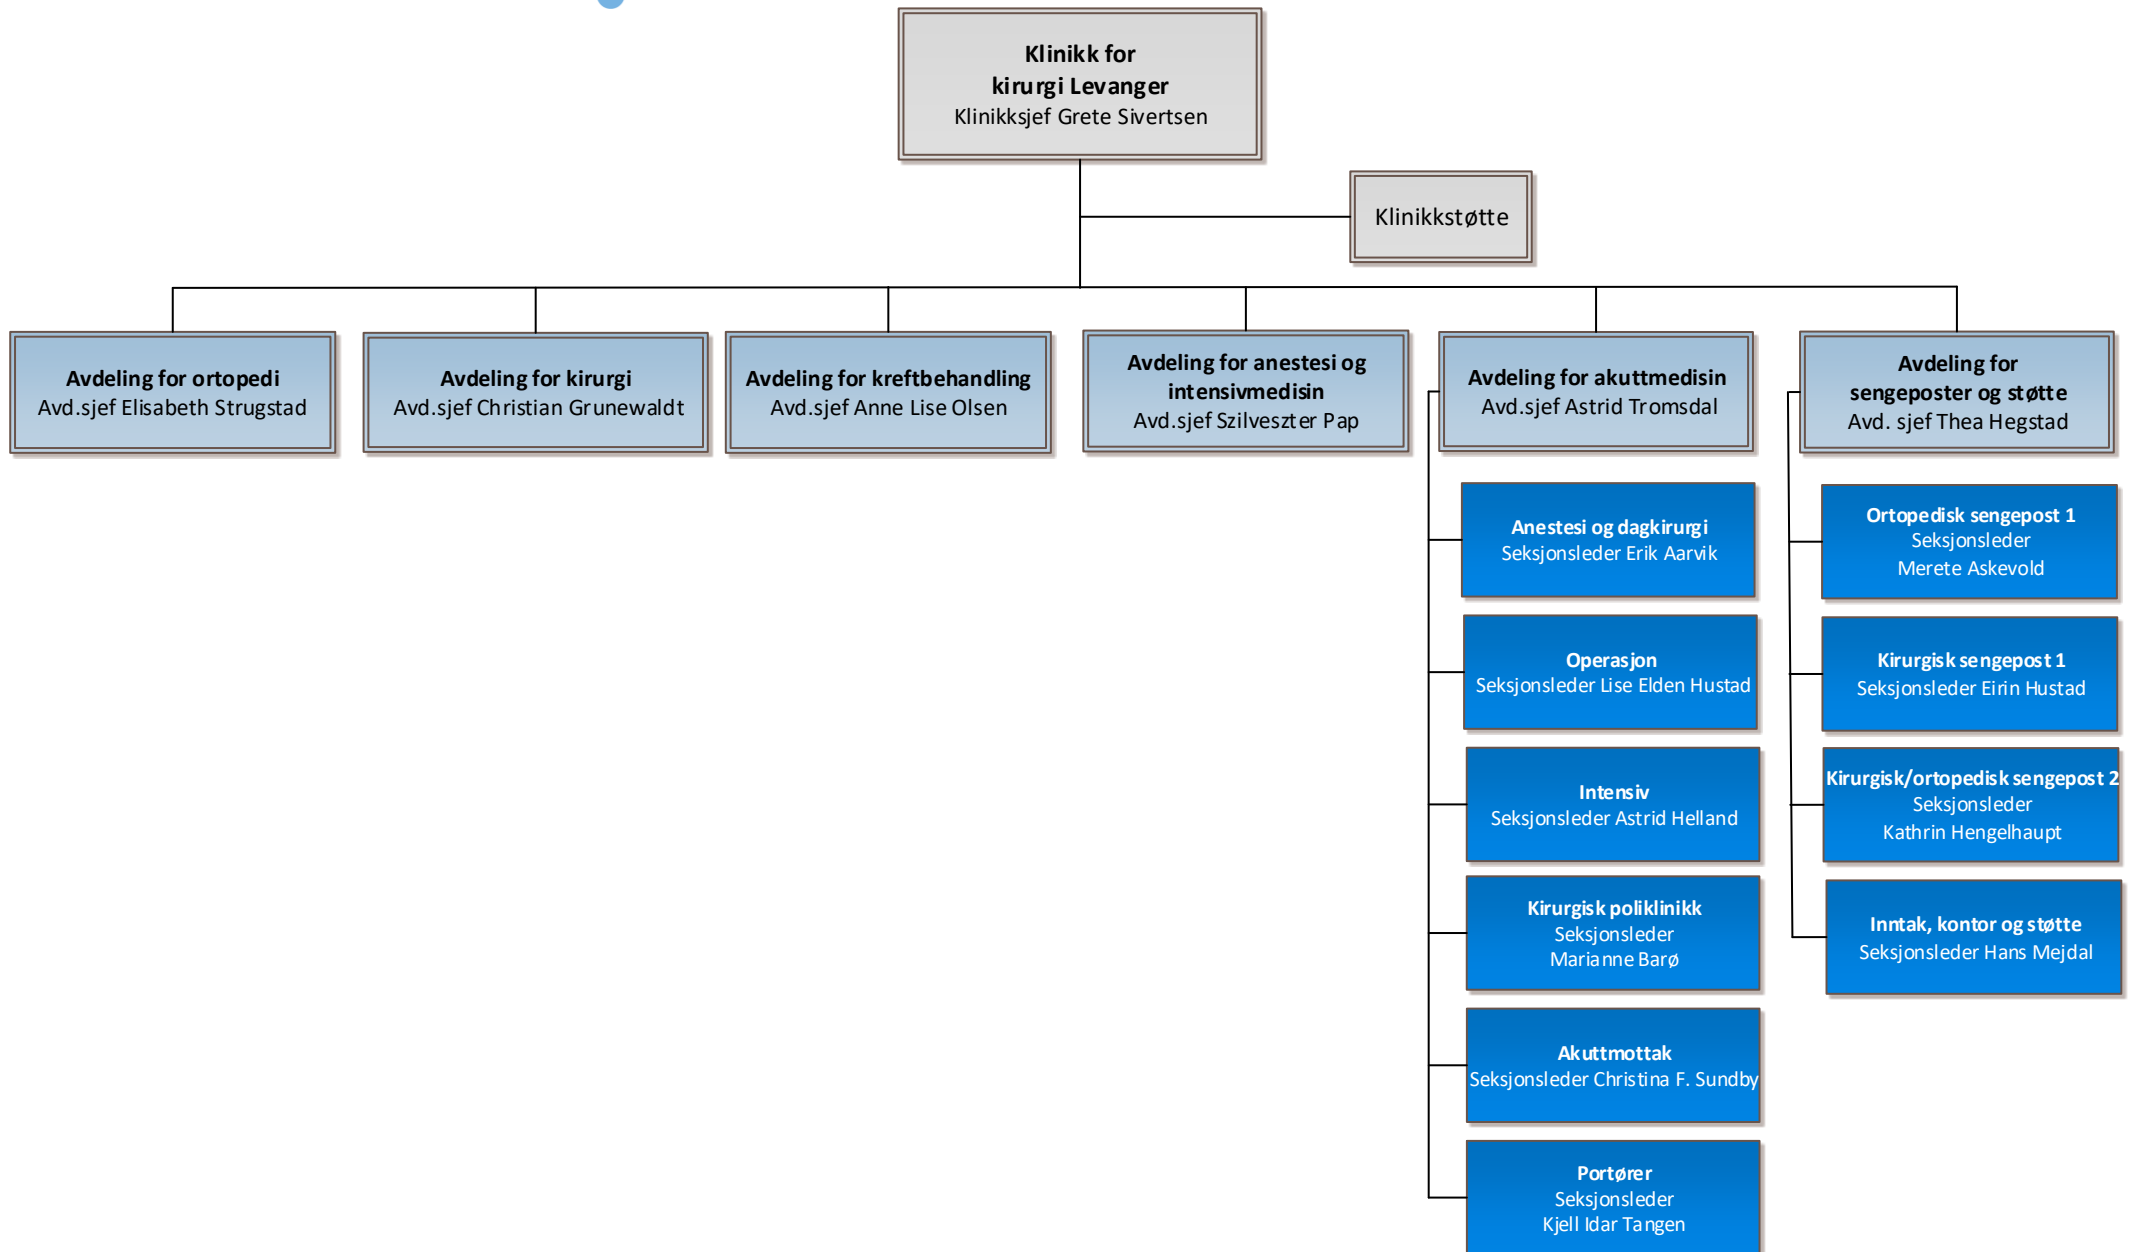 Klinikk for
kirurgi Levanger
Klinikksjef Grete Sivertsen
Klinikkstøtte
Avdeling for ortopedi
Avd.sjef Elisabeth Strugstad
Avdeling for kirurgi
Avd.sjef Christian Grunewaldt
Avdeling for kreftbehandling
Avd.sjef Anne Lise Olsen
Avdeling for anestesi og
intensivmedisin
Avd.sjef Szilveszter Pap
Avdeling for akuttmedisin
Avd.sjef Astrid Tromsdal
Avdeling for
sengeposter og støtte
Avd. sjef Thea Hegstad
Anestesi og dagkirurgi
Seksjonsleder Erik Aarvik
Operasjon
Seksjonsleder Lise Elden Hustad
Intensiv
Seksjonsleder Astrid Helland
Kirurgisk poliklinikk
Seksjonsleder
Marianne Barø
Akuttmottak
Seksjonsleder Christina F. Sundby
Portører
Seksjonsleder
Kjell Idar Tangen
Ortopedisk sengepost 1
Seksjonsleder
Merete Askevold
Kirurgisk sengepost 1
Seksjonsleder Eirin Hustad
Kirurgisk/ortopedisk sengepost 2
Seksjonsleder
Kathrin Hengelhaupt
Inntak, kontor og støtte
Seksjonsleder Hans Mejdal